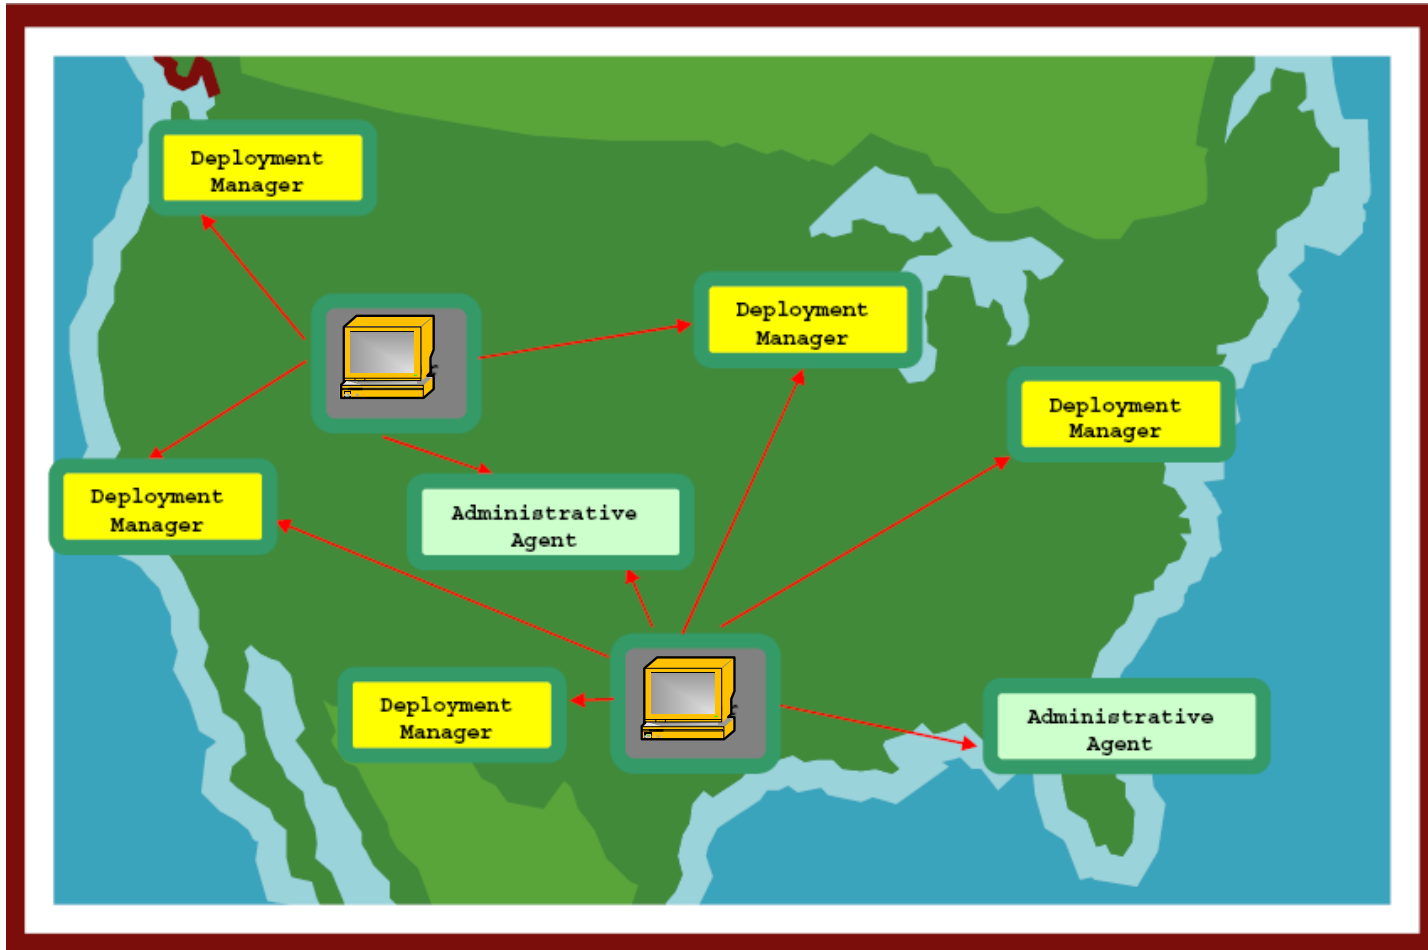 Deployment
Manager
Deployment
Manager
Deployment
Manager
Deployment
Manager
Administrative
Agent
Deployment
Manager
Administrative
Agent